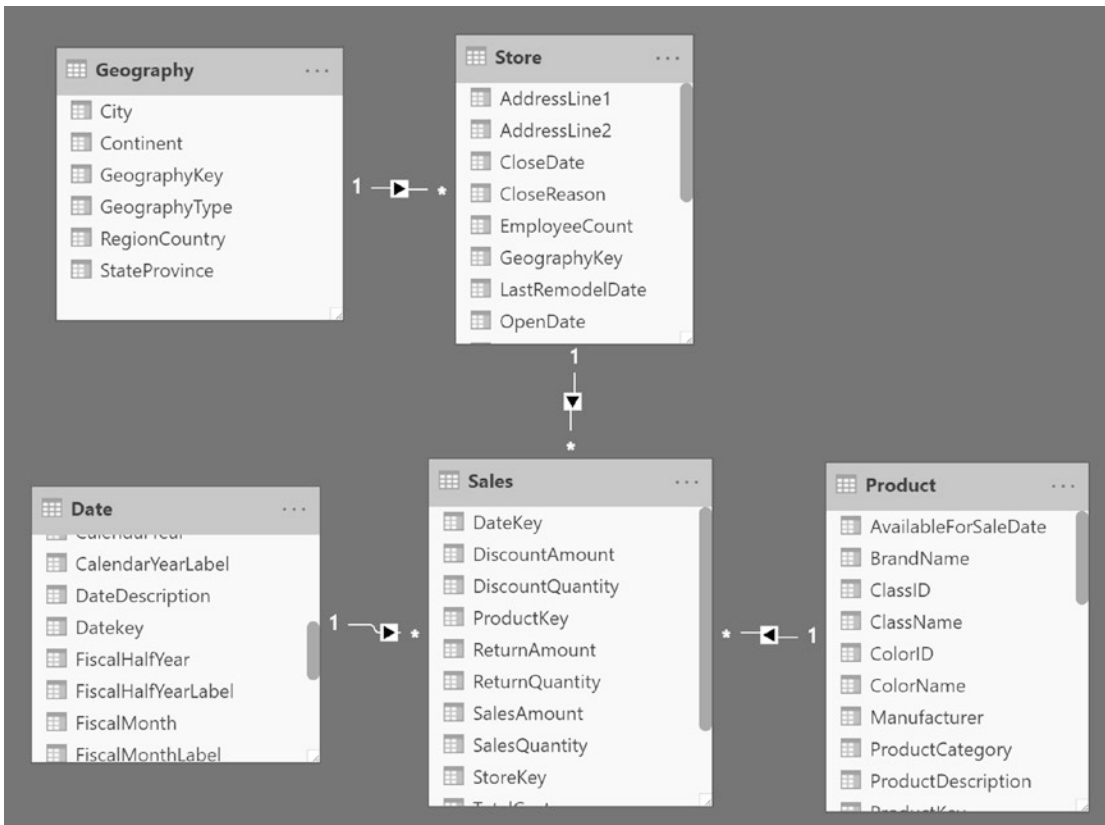 Geography
...
City
Continent
GeographyKey
GeographyType
RegionCountry
StateProvince
1
*
Store
...
AddressLine1
AddressLine2
CloseDate
CloseReason
EmployeeCount
GeographyKey
LastRemodelDate
OpenDate
1
*
Date
...
CalendarYearLabel
DateDescription
Datekey
FiscalHalfYear
FiscalHalfYearLabel
FiscalMonth
FiscalMonthLabel
1
*
Sales
...
DateKey
DiscountAmount
DiscountQuantity
ProductKey
ReturnAmount
ReturnQuantity
SalesAmount
SalesQuantity
StoreKey
*
1
Product
...
AvailableForSaleDate
BrandName
ClassID
ClassName
ColorID
ColorName
Manufacturer
ProductCategory
ProductDescription